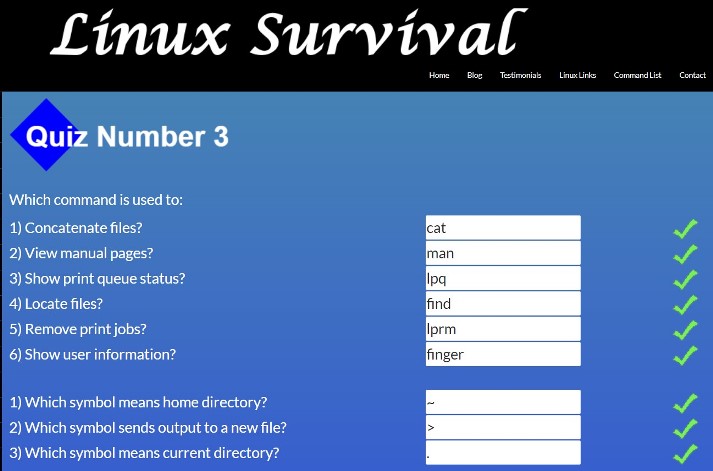 Linux Survival
Home Blog Testimonials Linux Links Command List Contact
Quiz Number 3
Which command is used to:
1) Concatenate files? cat
2) View manual pages? man
3) Show print queue status? lpq
4) Locate files? find
5) Remove print jobs? lprm
6) Show user information? finger
1) Which symbol means home directory? ~
2) Which symbol sends output to a new file? >
3) Which symbol means current directory? .